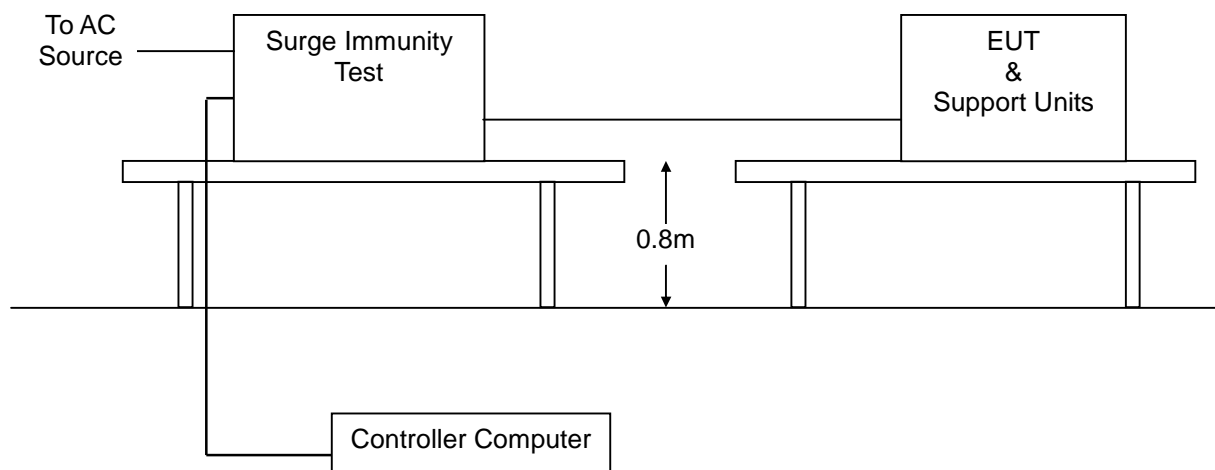 To AC
Source
Surge Immunity
Test
EUT
&
Support Units
0.8m
Controller Computer